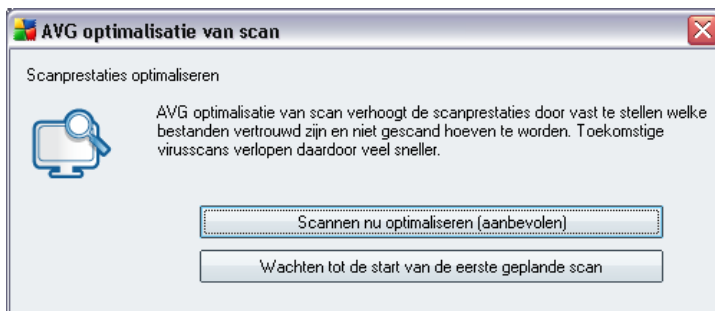 AVG optimalisatie van scan
Scanprestaties optimaliseren
AVG optimalisatie van scan verhoogt de scanprestaties door vast te stellen welke
bestanden vertrouwd zijn en niet gescand hoeven te worden. Toekomstige
virusscans verlopen daardoor veel sneller.
Scannen nu optimaliseren (aanbevolen)
Wachten tot de start van de eerste geplande scan